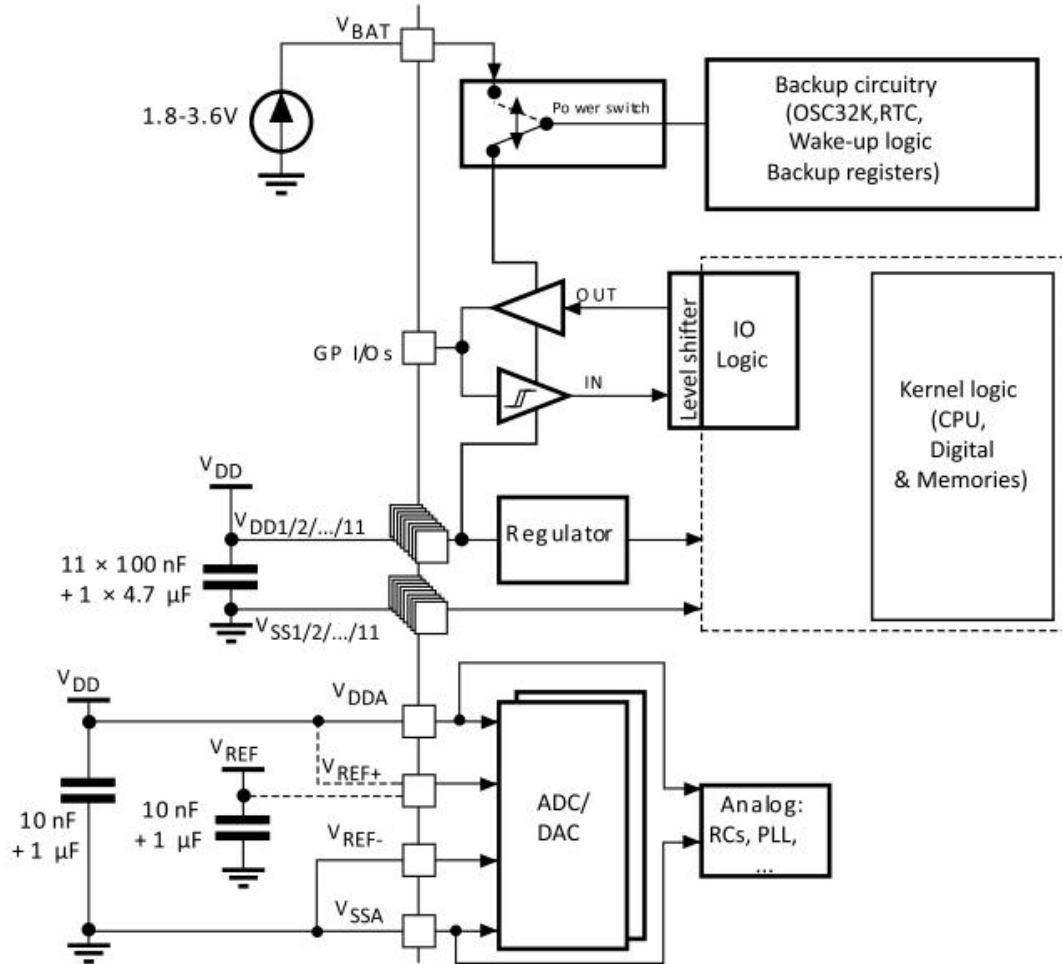 VBAT
1.8-3.6V
Po wer switch
Backup circuitry
(OSC32K,RTC,
Wake-up logic
Backup registers)
OUT
GP I/Os
IN
Level shifter
IO
Logic
Kernel logic
(CPU,
Digital
& Memories)
VDD
VDD1/2/.../11
Regulator
11 × 100 nF
+ 1 × 4.7 μF
VSS1/2/.../11
VDD
VDDA
VREF
VREF+
10 nF
+ 1 μF
10 nF
+ 1 μF
VREF-
VSSA
ADC/
DAC
Analog:
RCs, PLL,
...